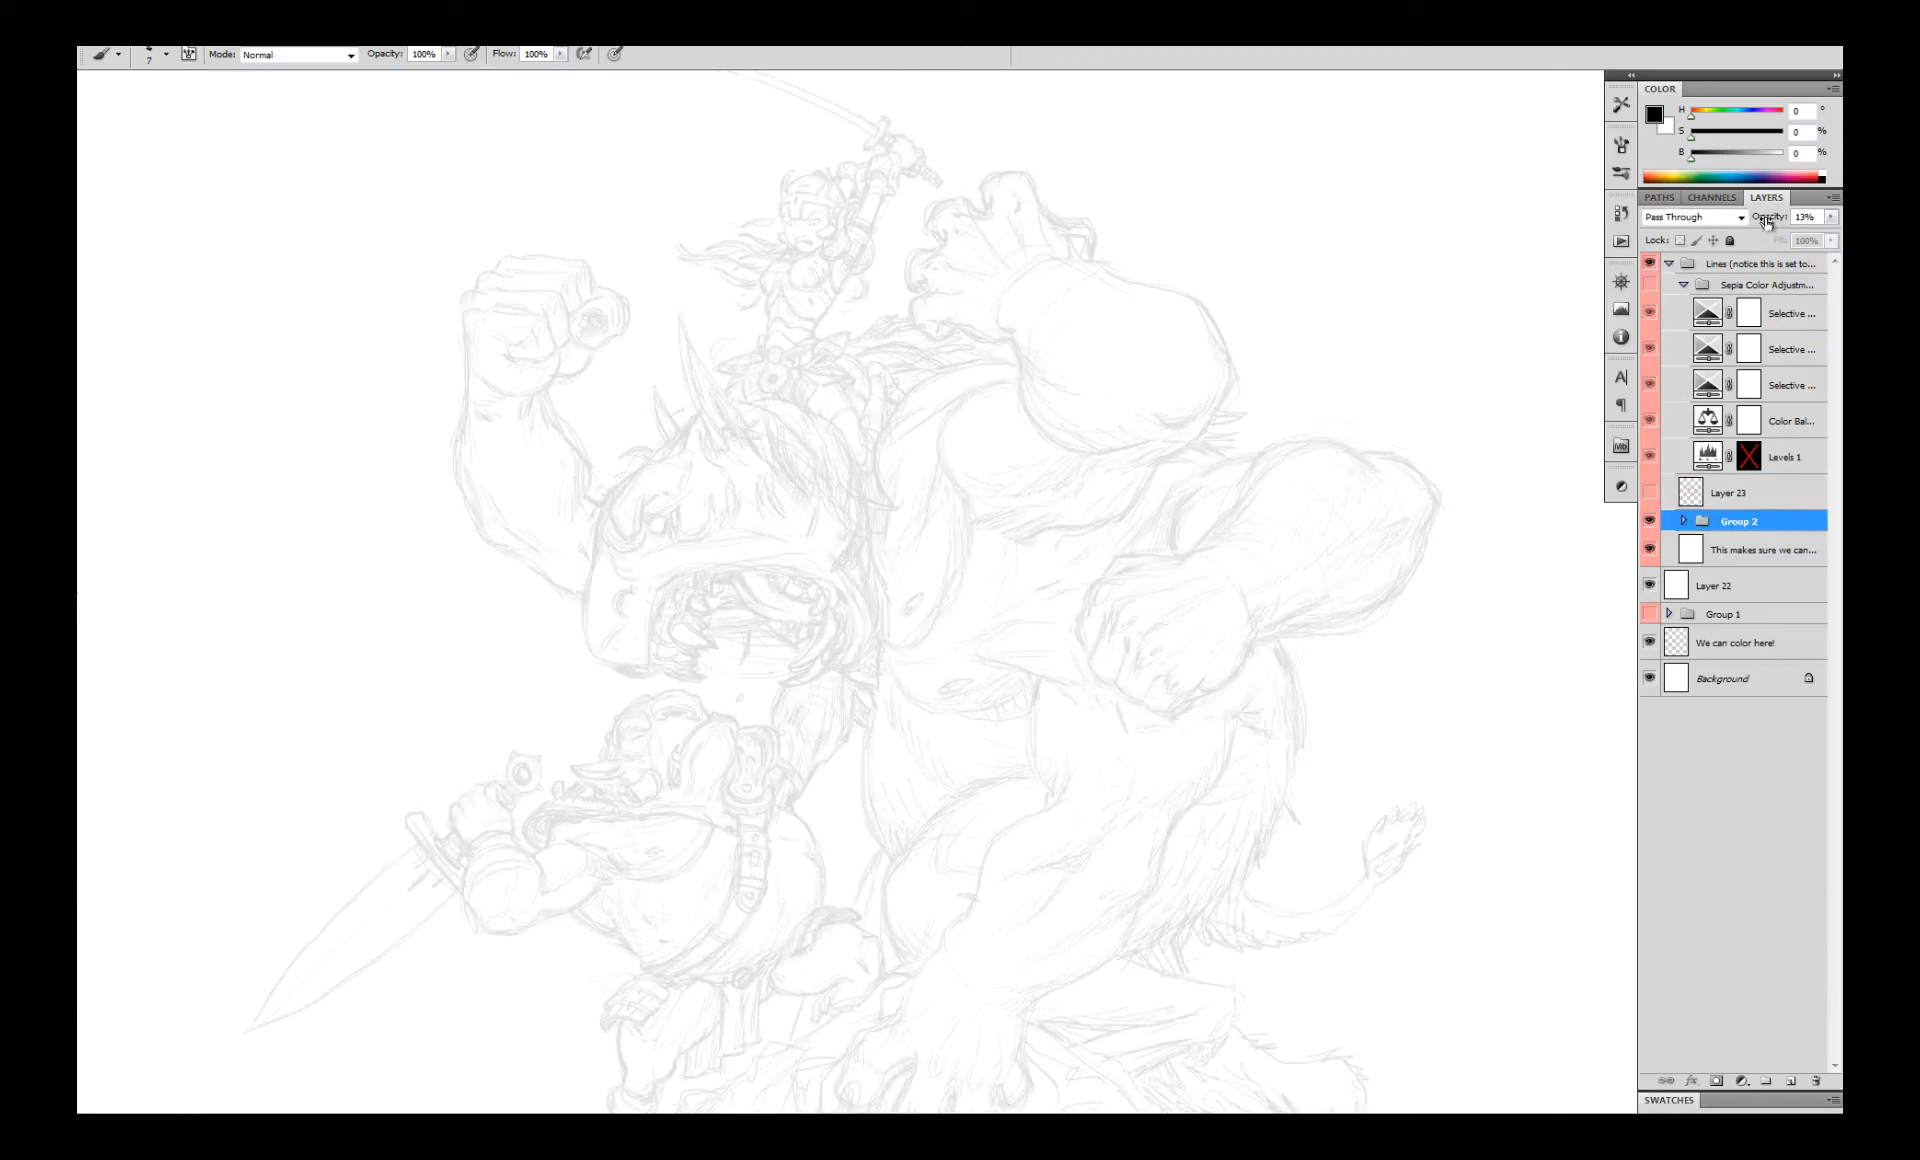 7 Mode: Normal Opacity: 100% Flow: 100%
COLOR
H 0 °
S 0 %
B 0 %
PATHS CHANNELS LAYERS
Pass Through Opacity: 13%
Lock: Fill: 100%
Lines (notice this is set to...
Sepia Color Adjustm...
Selective ...
Selective ...
Selective ...
Color Bal...
Levels 1
Layer 23
Group 2
This makes sure we can...
Layer 22
Group 1
We can color here!
Background
SWATCHES